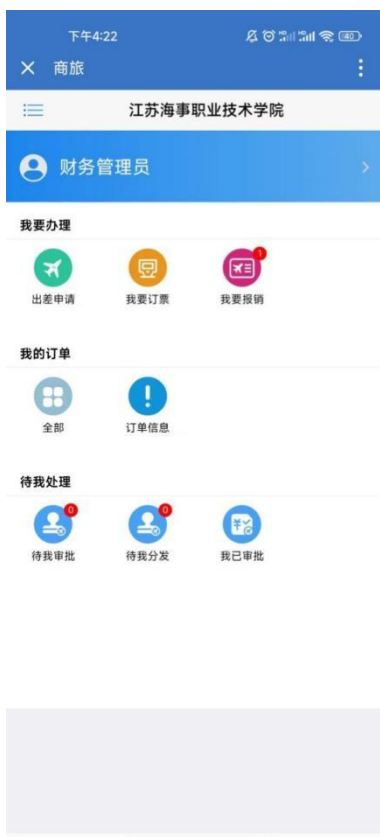 下午4:22
40
商旅
江苏海事职业技术学院
财务管理员
我要办理
1
出差申请 我要订票 我要报销
我的订单
全部 订单信息
待我处理
0 0
待我审批 待我分发 我已审批